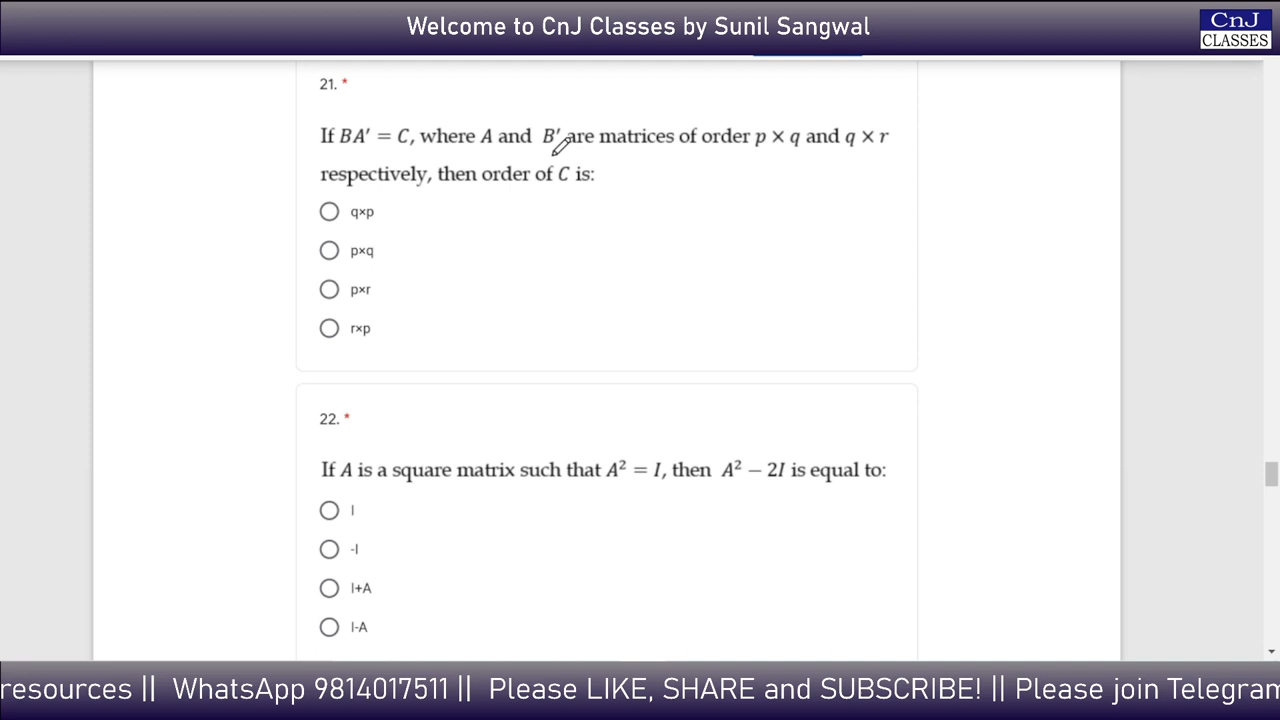 Welcome to CnJ Classes by Sunil Sangwal
CnJ
CLASSES
21. *
If BA′ = C, where A and B′ are matrices of order p × q and q × r
respectively, then order of C is:
q×p
p×q
p×r
r×p
22. *
If A is a square matrix such that A² = I, then A² − 2I is equal to:
I
-I
I+A
I-A
resources || WhatsApp 9814017511 || Please LIKE, SHARE and SUBSCRIBE! || Please join Telegram